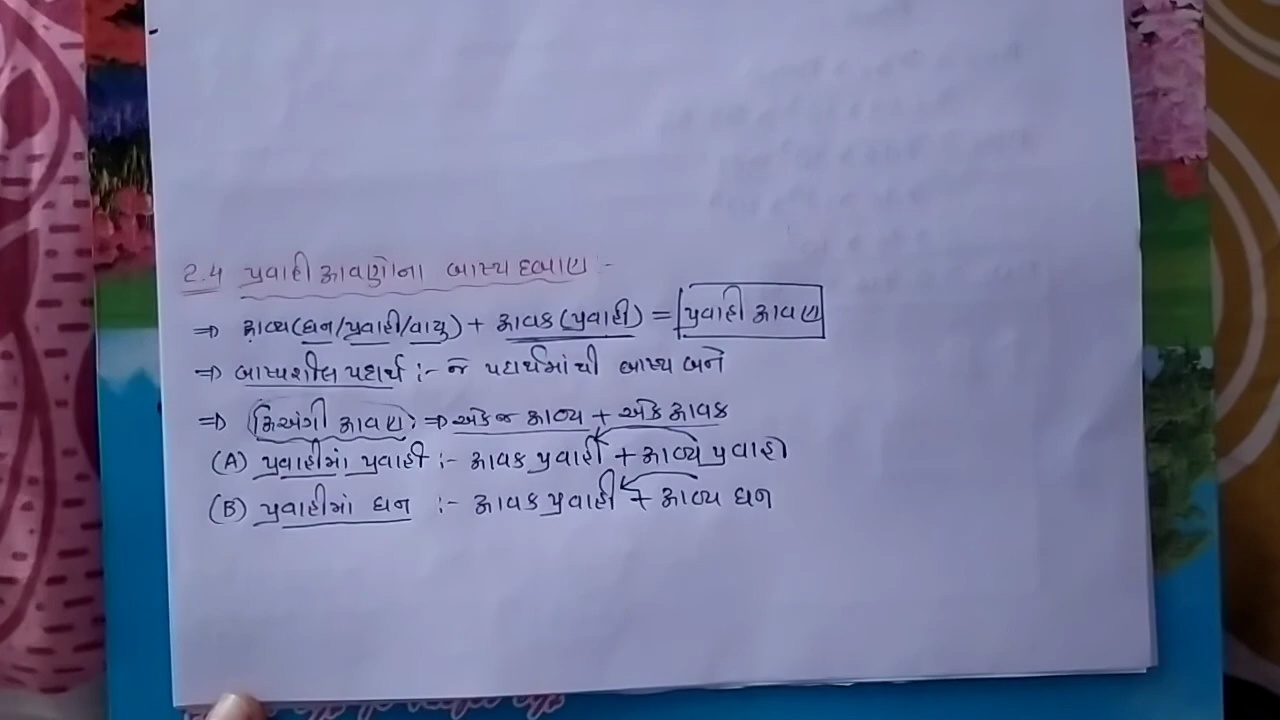 2.4 પ્રવાહી દ્રાવણોના બાષ્પ દબાણ :-
⇒ દ્રાવ્ય (ઘન/પ્રવાહી/વાયુ) + દ્રાવક (પ્રવાહી) = પ્રવાહી દ્રાવણ
⇒ બાષ્પશીલ પદાર્થ :- જે પદાર્થમાંથી બાષ્પ બને
⇒ દ્વિઅંગી દ્રાવણ : ⇒ એક જ દ્રાવ્ય + એક દ્રાવક
(A) પ્રવાહીમાં પ્રવાહી :- દ્રાવક પ્રવાહી + દ્રાવ્ય પ્રવાહી
(B) પ્રવાહીમાં ઘન :- દ્રાવક પ્રવાહી + દ્રાવ્ય ઘન